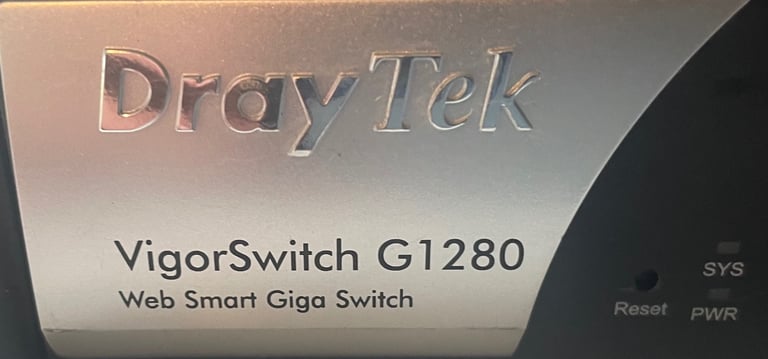 DrayTek
VigorSwitch G1280
Web Smart Giga Switch
SYS
Reset
PWR